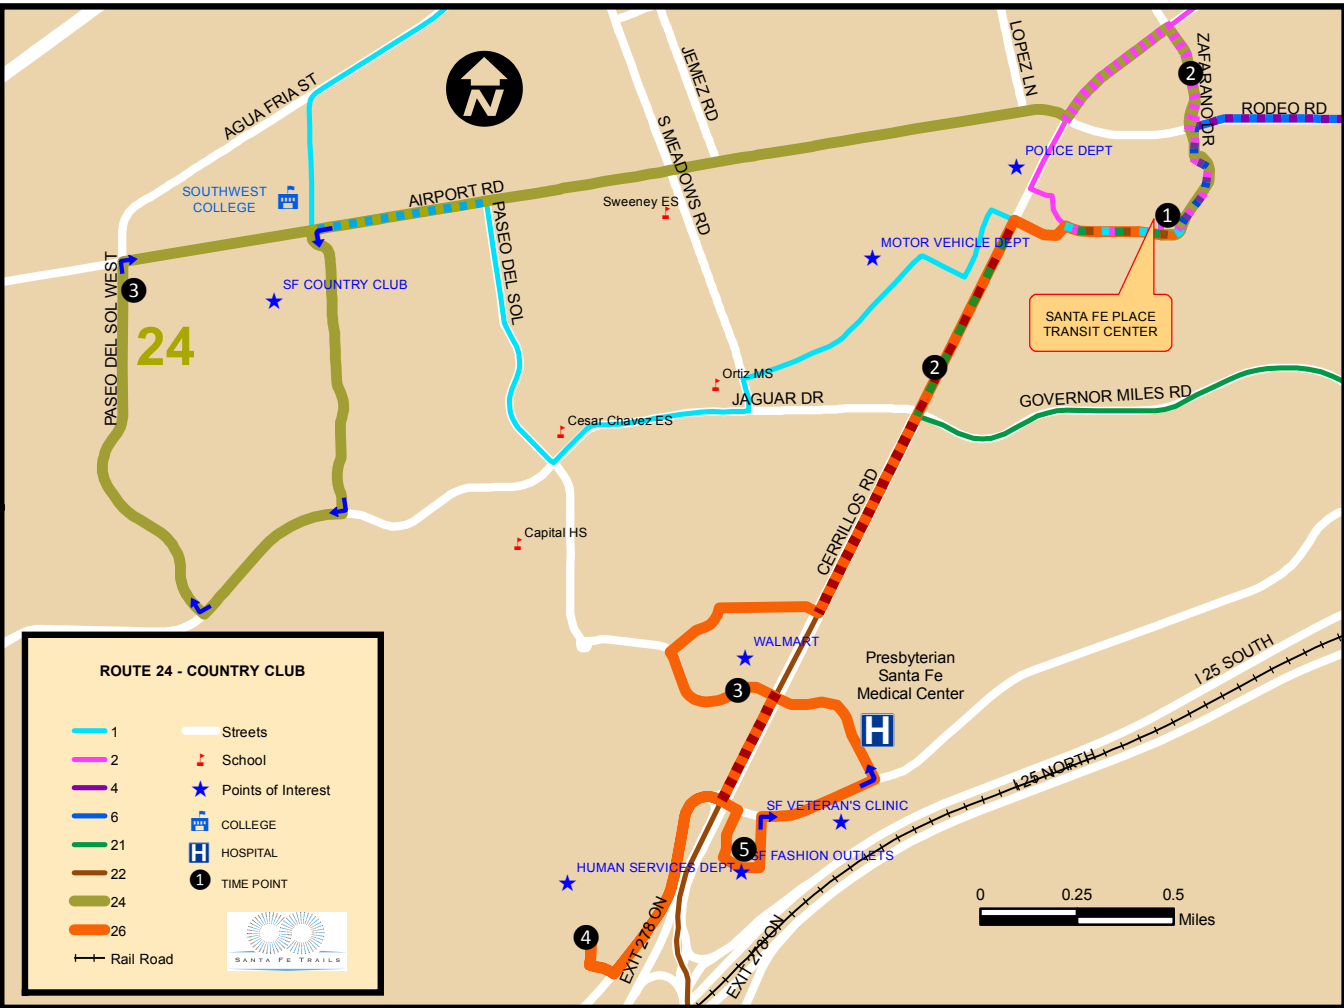 LOPEZ LN
ZAFARANO DR
2
JEMEZ RD
AGUA FRIA ST
N
RODEO RD
S MEADOWS RD
POLICE DEPT
SOUTHWEST
COLLEGE
AIRPORT RD
Sweeney ES
1
PASEO DEL SOL
MOTOR VEHICLE DEPT
PASEO DEL SOL WEST
3
SF COUNTRY CLUB
SANTA FE PLACE
TRANSIT CENTER
24
2
Ortiz MS
JAGUAR DR
GOVERNOR MILES RD
Cesar Chavez ES
CERRILLOS RD
Capital HS
WALMART
Presbyterian
Santa Fe
Medical Center
H
3
I 25 SOUTH
I 25 NORTH
SF VETERAN'S CLINIC
5
SF FASHION OUTLETS
HUMAN SERVICES DEPT
4
EXIT 278 ON
EXIT 278 ON
0 0.25 0.5
Miles
ROUTE 24 - COUNTRY CLUB
1 Streets
2 School
4 Points of Interest
6 COLLEGE
21 H HOSPITAL
22 1 TIME POINT
24
26
Rail Road
SANTA FE TRAILS